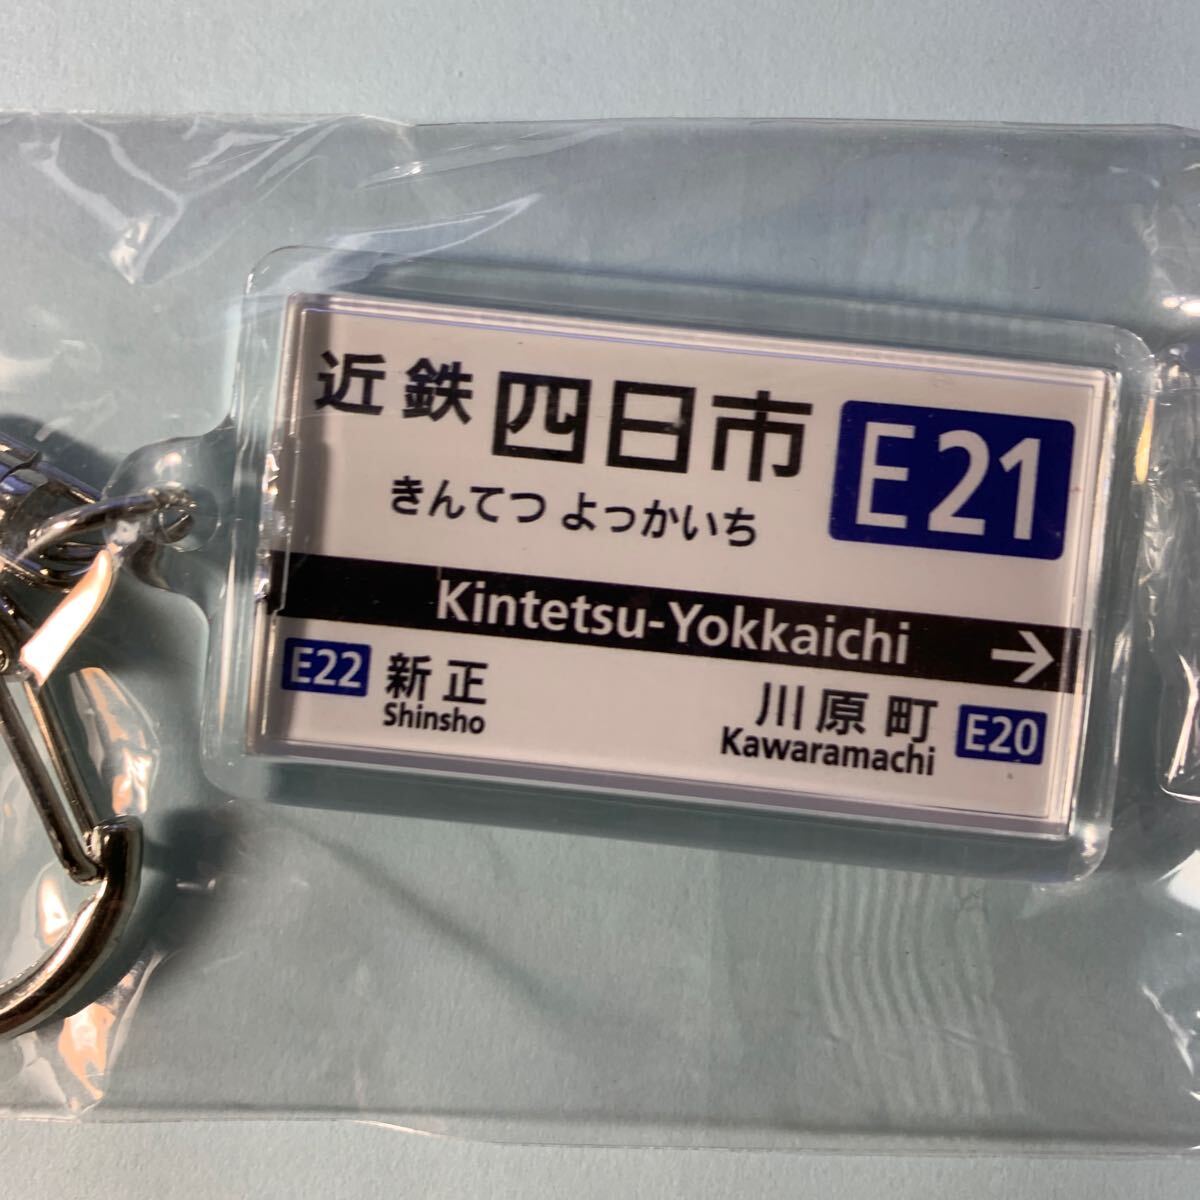 近鉄 四日市 E21
きんてつ よっかいち
Kintetsu-Yokkaichi →
E22 新正
Shinsho
川原町 E20
Kawaramachi